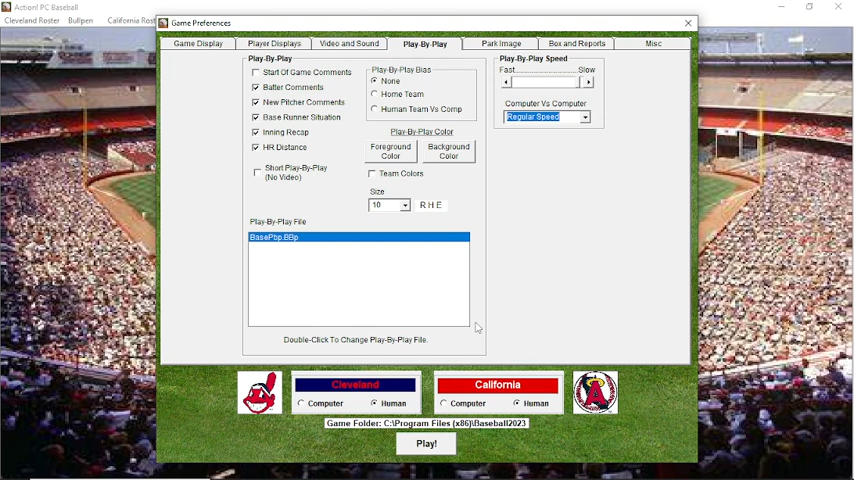 Action! PC Baseball
Cleveland Roster Bullpen California Rost
Game Preferences
Game Display Player Displays Video and Sound Play-By-Play Park Image Box and Reports Misc
Play-By-Play
Start Of Game Comments
Batter Comments
New Pitcher Comments
Base Runner Situation
Inning Recap
HR Distance
Short Play-By-Play
(No Video)
Play-By-Play Bias
None
Home Team
Human Team Vs Comp
Play-By-Play Color
Foreground
Color
Background
Color
Team Colors
Size
10
R H E
Play-By-Play File
BasePbp.BBp
Double-Click To Change Play-By-Play File.
Play-By-Play Speed
Fast Slow
Computer Vs Computer
Regular Speed
Cleveland
Computer Human
California
Computer Human
A
Game Folder: C:\Program Files (x86)\Baseball2023
Play!